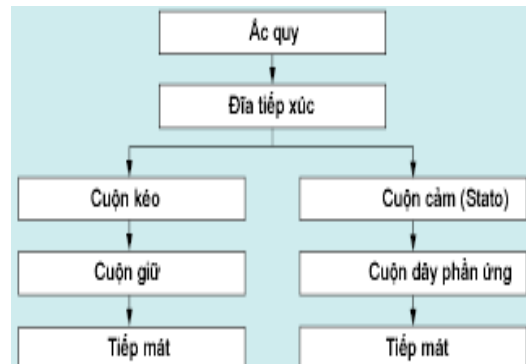 Ác quy
Đĩa tiếp xúc
Cuộn kéo
Cuộn cảm (Stato)
Cuộn giữ
Cuộn dây phần ứng
Tiếp mát
Tiếp mát